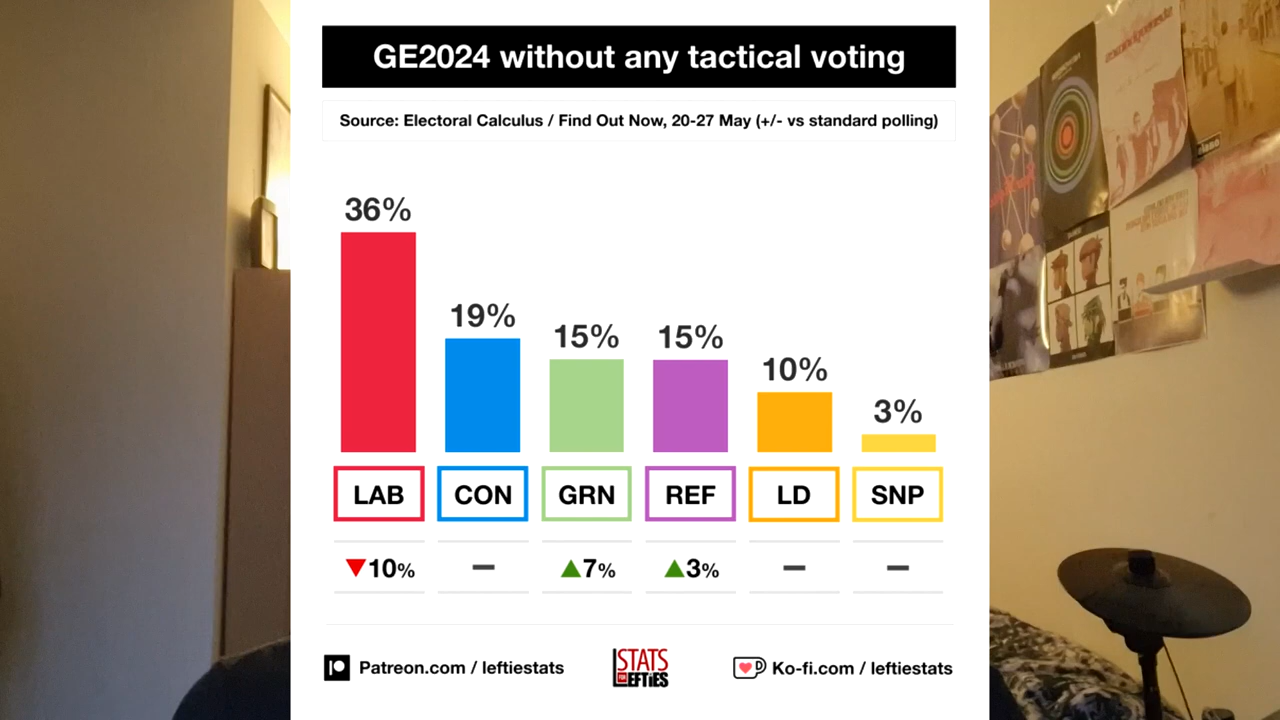 GE2024 without any tactical voting
Source: Electoral Calculus / Find Out Now, 20-27 May (+/- vs standard polling)
36%
19%
15%
15%
10%
3%
LAB
CON
GRN
REF
LD
SNP
▼10%
—
▲7%
▲3%
—
—
Patreon.com / leftiestats
STATS
FOR
LEFTIES
Ko-fi.com / leftiestats